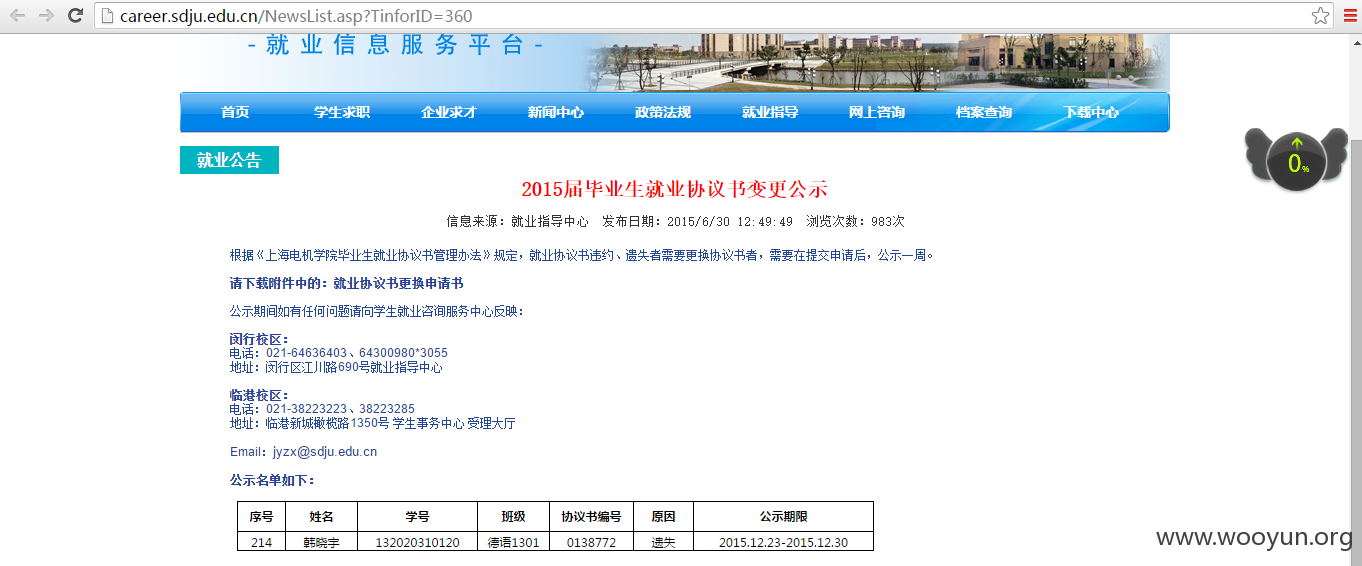 career.sdju.edu.cn/NewsList.asp?TinforID=360
- 就业信息服务平台 -
首页 学生求职 企业求才 新闻中心 政策法规 就业指导 网上咨询 档案查询 下载中心
就业公告
0%
2015届毕业生就业协议书变更公示
信息来源：就业指导中心 发布日期：2015/6/30 12:49:49 浏览次数：983次
根据《上海电机学院毕业生就业协议书管理办法》规定，就业协议书违约、遗失者需要更换协议书者，需要在提交申请后，公示一周。
请下载附件中的：就业协议书更换申请书
公示期间如有任何问题请向学生就业咨询服务中心反映：
闵行校区：
电话：021-64636403、64300980*3055
地址：闵行区江川路690号就业指导中心
临港校区：
电话：021-38223223、38223285
地址：临港新城橄榄路1350号 学生事务中心 受理大厅
Email：jyzx@sdju.edu.cn
公示名单如下：
序号 姓名 学号 班级 协议书编号 原因 公示期限
214 韩晓宇 132020310120 德语1301 0138772 遗失 2015.12.23-2015.12.30
www.wooyun.org